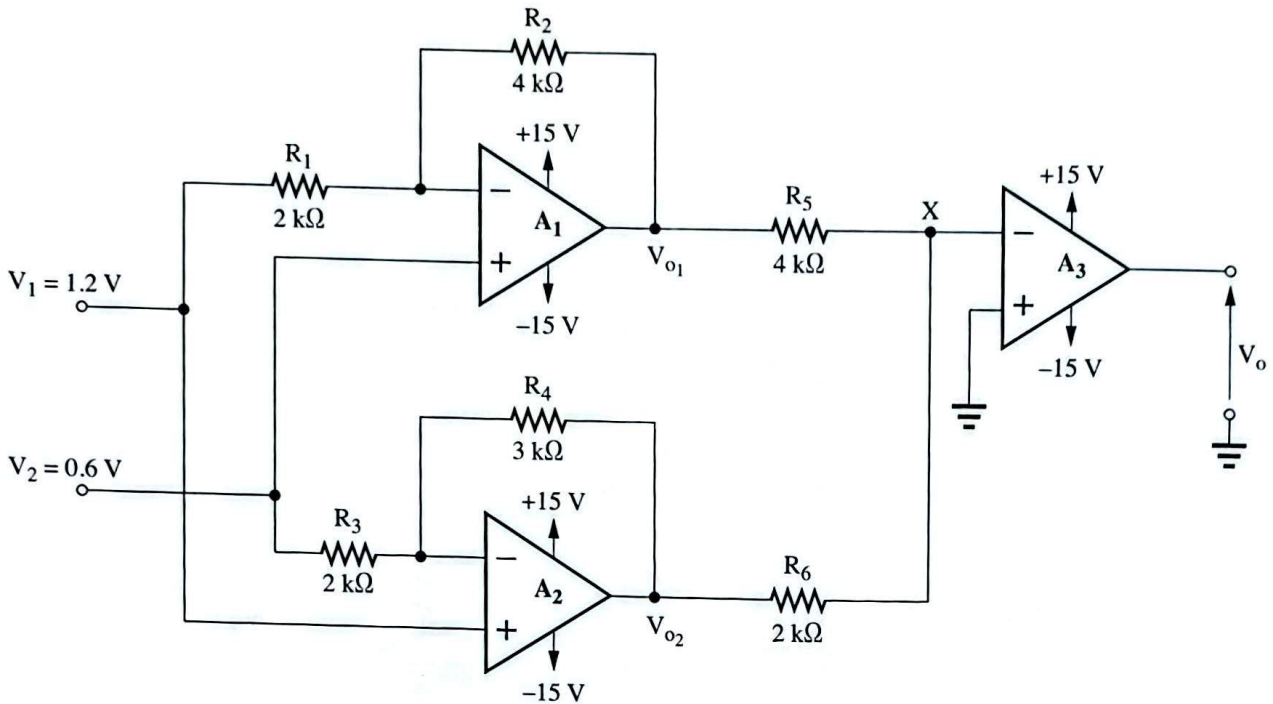 R₂
4 kΩ
+15 V
R₁
2 kΩ
−
A₁
+
−15 V
Vₒ₁
R₅
4 kΩ
X
+15 V
−
A₃
+
−15 V
Vₒ
V₁ = 1.2 V
V₂ = 0.6 V
R₄
3 kΩ
+15 V
R₃
2 kΩ
−
A₂
+
−15 V
Vₒ₂
R₆
2 kΩ